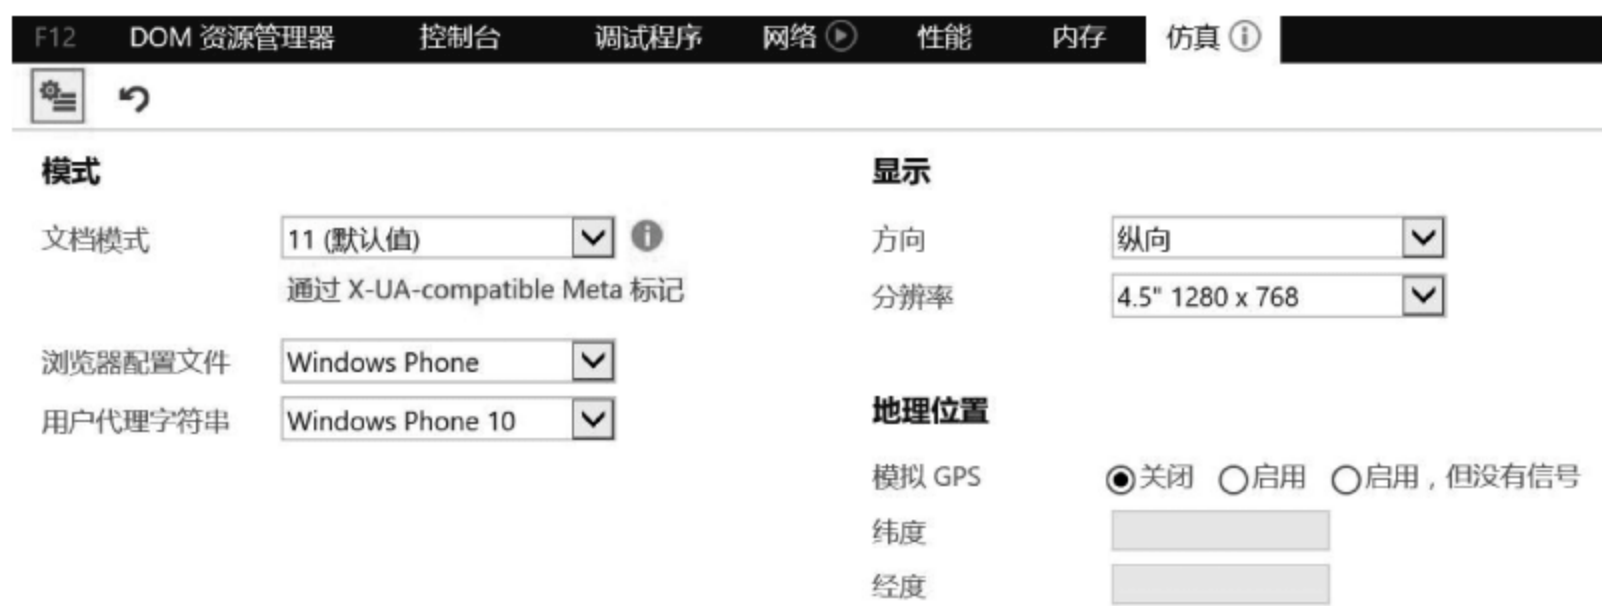 F12 DOM 资源管理器 控制台 调试程序 网络 性能 内存 仿真
模式
文档模式 11 (默认值)
通过 X-UA-compatible Meta 标记
浏览器配置文件 Windows Phone
用户代理字符串 Windows Phone 10
显示
方向 纵向
分辨率 4.5" 1280 x 768
地理位置
模拟 GPS 关闭 启用 启用，但没有信号
纬度
经度